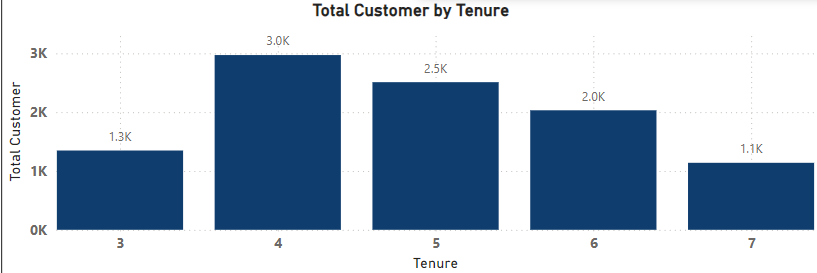 Total Customer by Tenure
Total Customer
3K
2K
1K
0K
1.3K
3.0K
2.5K
2.0K
1.1K
3
4
5
6
7
Tenure